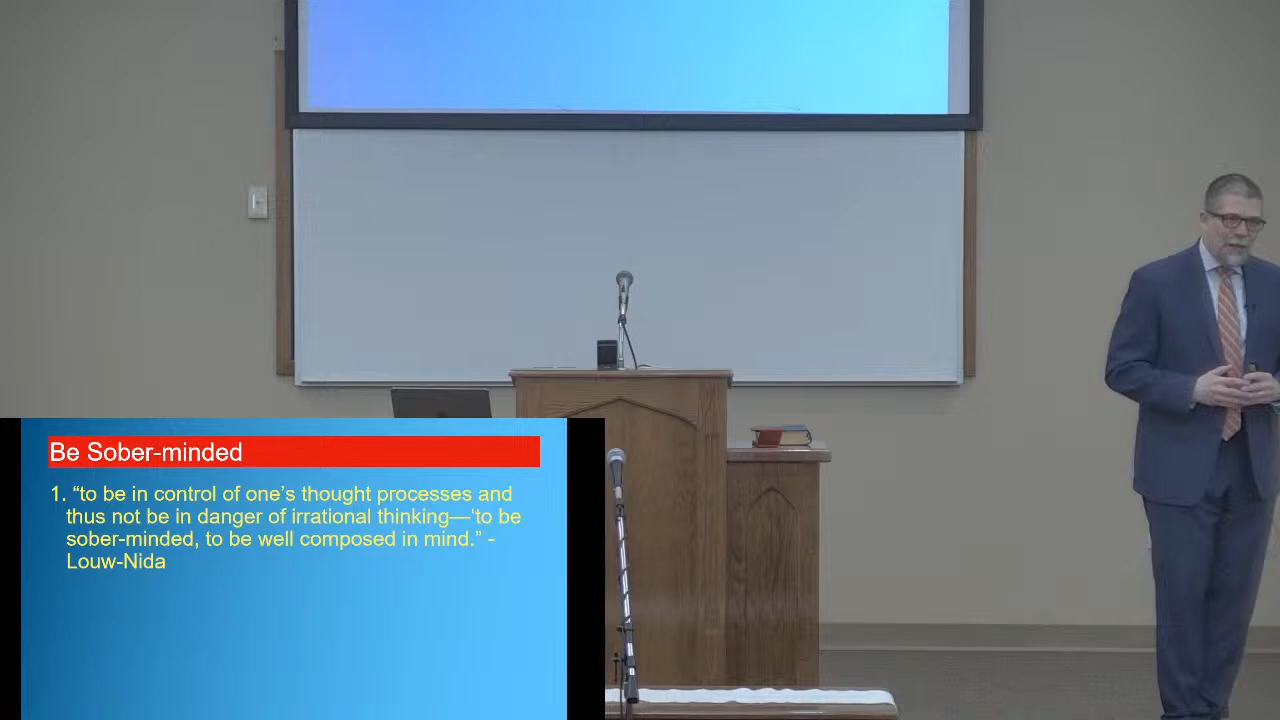 Be Sober-minded
1. “to be in control of one’s thought processes and
thus not be in danger of irrational thinking—‘to be
sober-minded, to be well composed in mind.” -
Louw-Nida